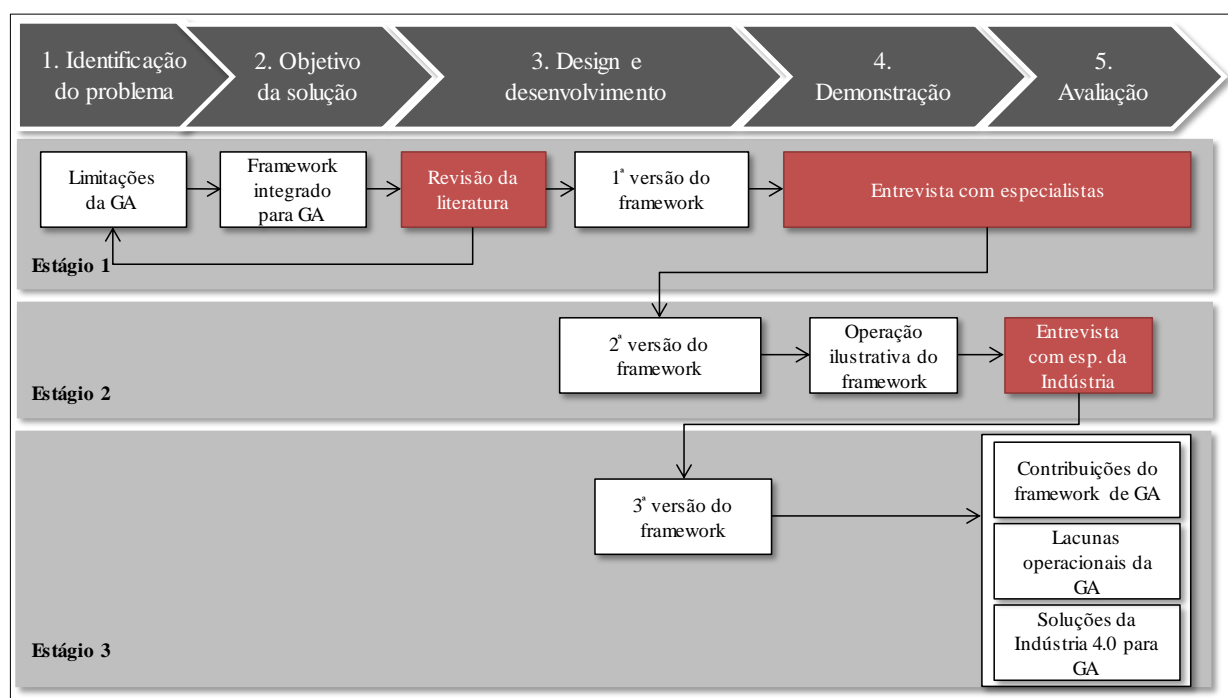 1. Identificação
do problema
2. Objetivo
da solução
3. Design e
desenvolvimento
4.
Demonstração
5.
Avaliação
Limitações
da GA
Framework
integrado
para GA
Revisão da
literatura
1ª versão do
framework
Entrevista com especialistas
Estágio 1
2ª versão do
framework
Operação
ilustrativa do
framework
Entrevista
com esp. da
Indústria
Estágio 2
3ª versão do
framework
Contribuições do
framework de GA
Lacunas
operacionais da
GA
Soluções da
Indústria 4.0 para
GA
Estágio 3